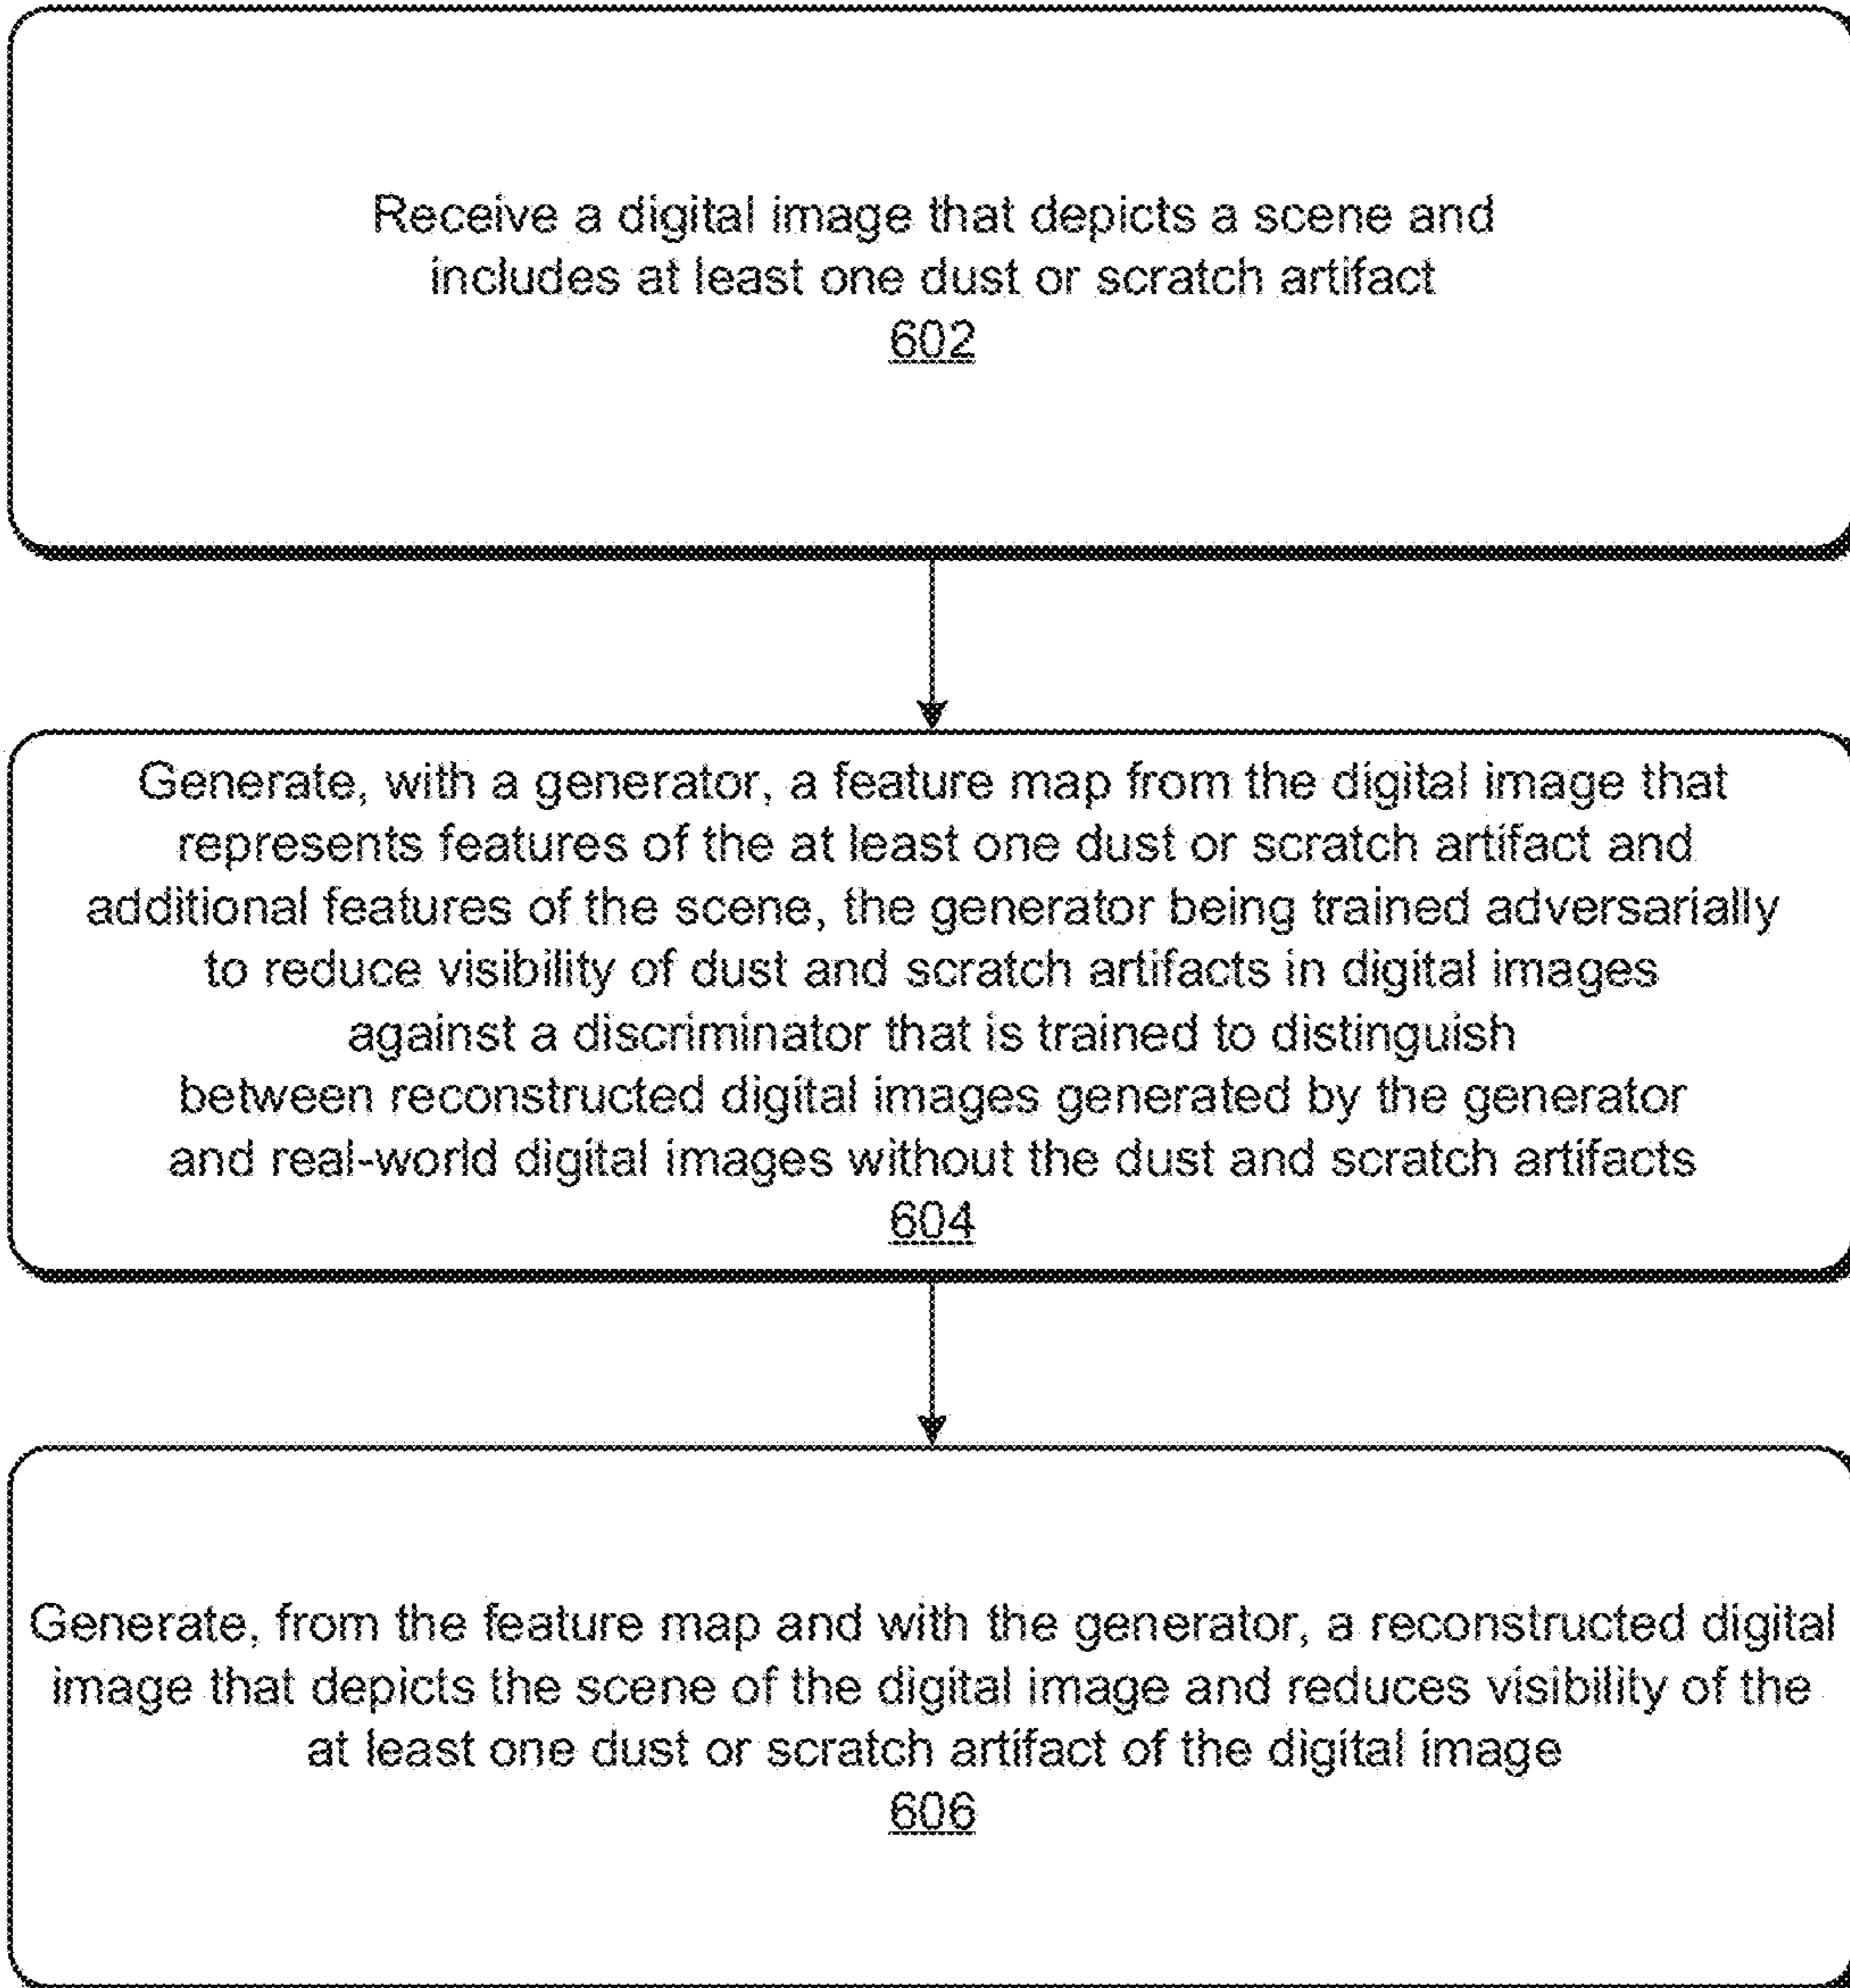 Receive a digital image that depicts a scene and
includes at least one dust or scratch artifact
602
Generate, with a generator, a feature map from the digital image that
represents features of the at least one dust or scratch artifact and
additional features of the scene, the generator being trained adversarially
to reduce visibility of dust and scratch artifacts in digital images
against a discriminator that is trained to distinguish
between reconstructed digital images generated by the generator
and real-world digital images without the dust and scratch artifacts
604
Generate, from the feature map and with the generator, a reconstructed digital
image that depicts the scene of the digital image and reduces visibility of the
at least one dust or scratch artifact of the digital image
606